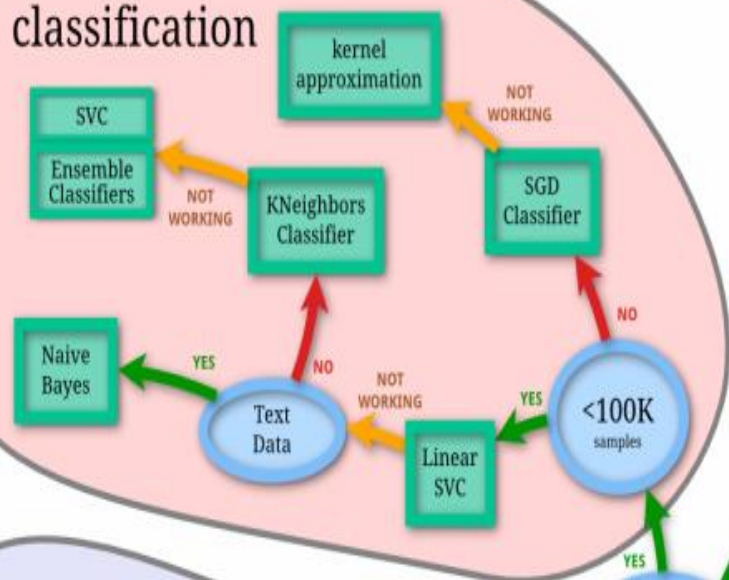 classification
kernel
approximation
NOT
WORKING
SVC
Ensemble
Classifiers
NOT
WORKING
KNeighbors
Classifier
SGD
Classifier
NO
Naive
Bayes
YES
NO
Text
Data
NOT
WORKING
Linear
SVC
YES
<100K
samples
YES